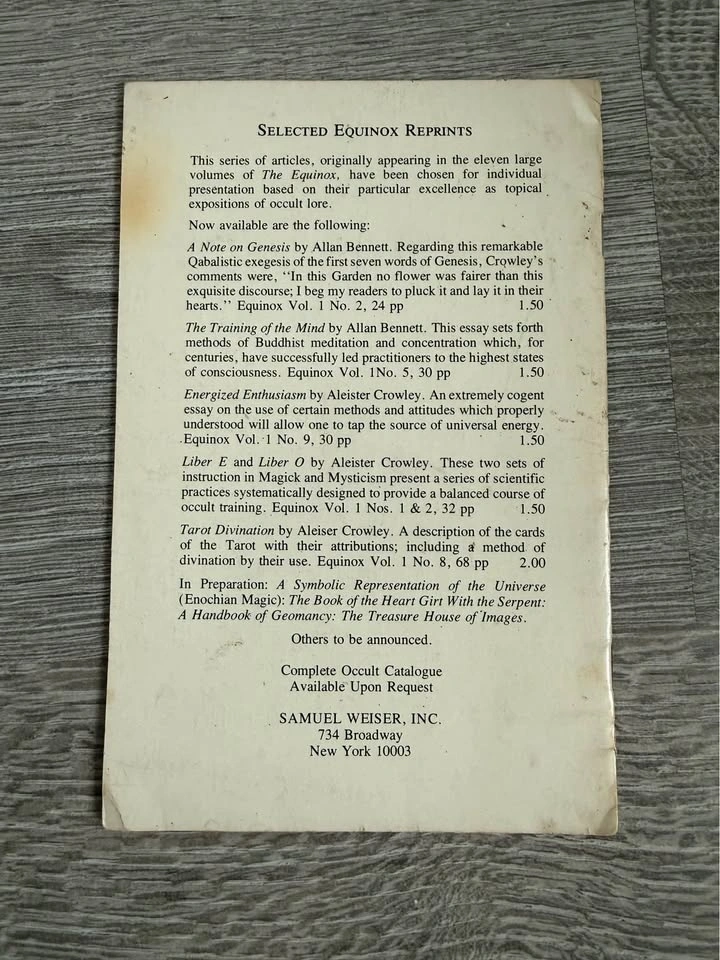 SELECTED EQUINOX REPRINTS
This series of articles, originally appearing in the eleven large
volumes of The Equinox, have been chosen for individual
presentation based on their particular excellence as topical
expositions of occult lore.
Now available are the following:
A Note on Genesis by Allan Bennett. Regarding this remarkable
Qabalistic exegesis of the first seven words of Genesis, Crowley's
comments were, "In this Garden no flower was fairer than this
exquisite discourse; I beg my readers to pluck it and lay it in their
hearts." Equinox Vol. 1 No. 2, 24 pp 1.50
The Training of the Mind by Allan Bennett. This essay sets forth
methods of Buddhist meditation and concentration which, for
centuries, have successfully led practitioners to the highest states
of consciousness. Equinox Vol. 1No. 5, 30 pp 1.50
Energized Enthusiasm by Aleister Crowley. An extremely cogent
essay on the use of certain methods and attitudes which properly
understood will allow one to tap the source of universal energy.
Equinox Vol. 1 No. 9, 30 pp 1.50
Liber E and Liber O by Aleister Crowley. These two sets of
instruction in Magick and Mysticism present a series of scientific
practices systematically designed to provide a balanced course of
occult training. Equinox Vol. 1 Nos. 1 & 2, 32 pp 1.50
Tarot Divination by Aleiser Crowley. A description of the cards
of the Tarot with their attributions; including a method of
divination by their use. Equinox Vol. 1 No. 8, 68 pp 2.00
In Preparation: A Symbolic Representation of the Universe
(Enochian Magic): The Book of the Heart Girt With the Serpent:
A Handbook of Geomancy: The Treasure House of Images.
Others to be announced.
Complete Occult Catalogue
Available Upon Request
SAMUEL WEISER, INC.
734 Broadway
New York 10003